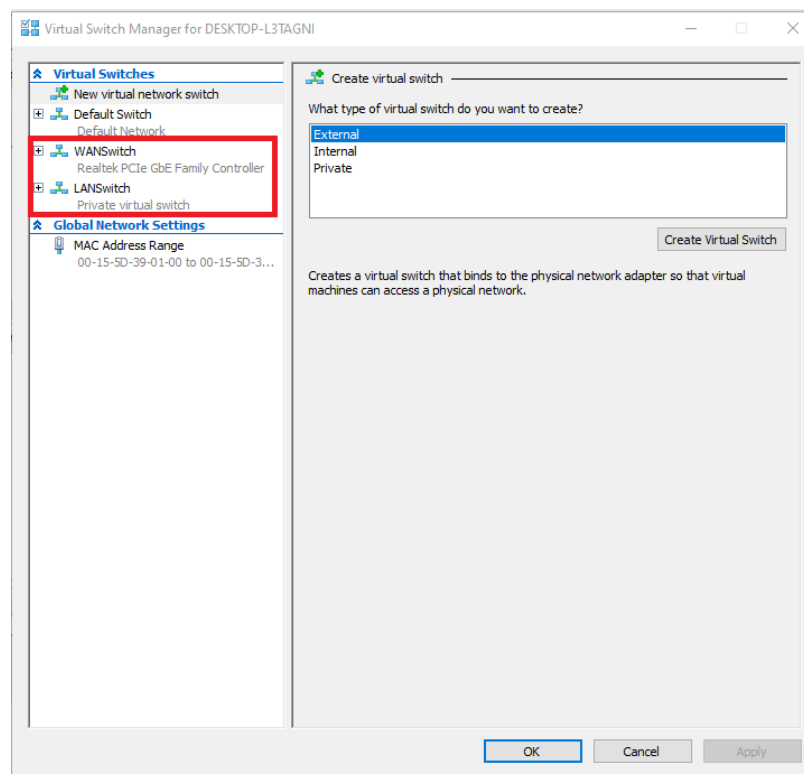 Virtual Switch Manager for DESKTOP-L3TAGNI
Virtual Switches
New virtual network switch
Default Switch
Default Network
WANSwitch
Realtek PCIe GbE Family Controller
LANSwitch
Private virtual switch
Global Network Settings
MAC Address Range
00-15-5D-39-01-00 to 00-15-5D-3...
Create virtual switch
What type of virtual switch do you want to create?
External
Internal
Private
Create Virtual Switch
Creates a virtual switch that binds to the physical network adapter so that virtual
machines can access a physical network.
OK
Cancel
Apply